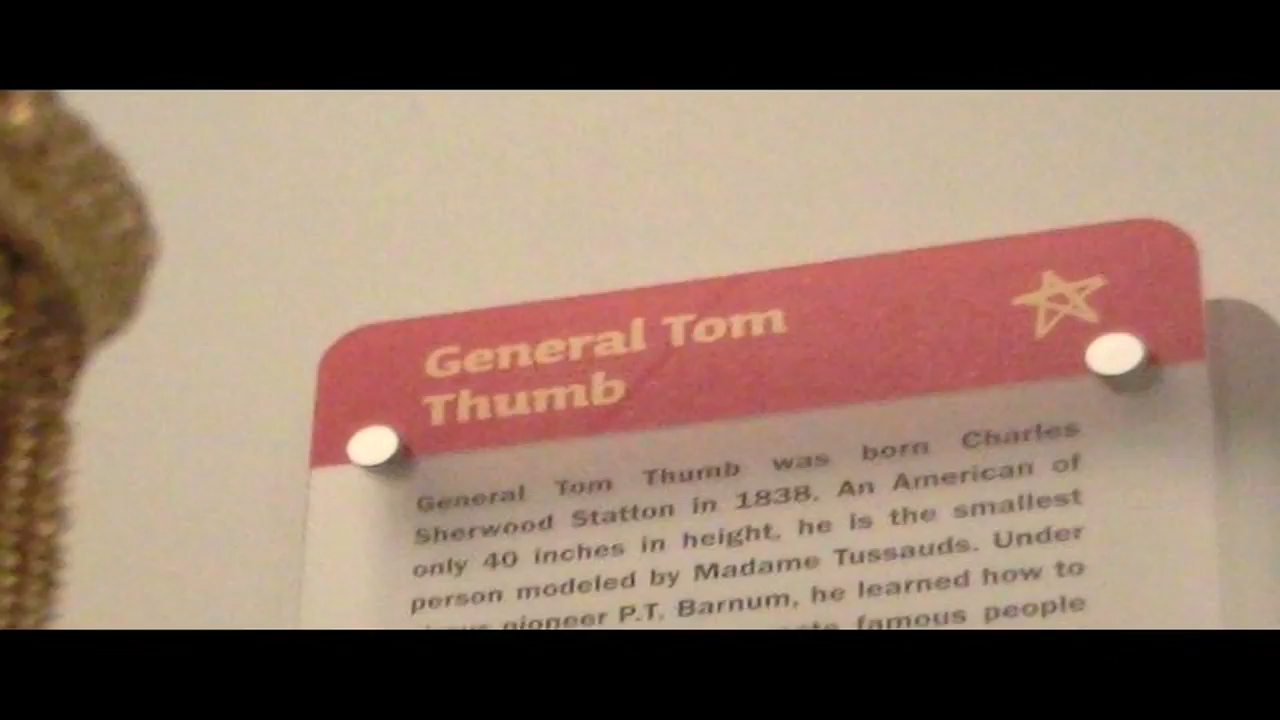 General Tom
Thumb
General Tom Thumb was born Charles
Sherwood Statton in 1838. An American of
only 40 inches in height, he is the smallest
person modeled by Madame Tussauds. Under
pioneer P.T. Barnum, he learned how to
famous people